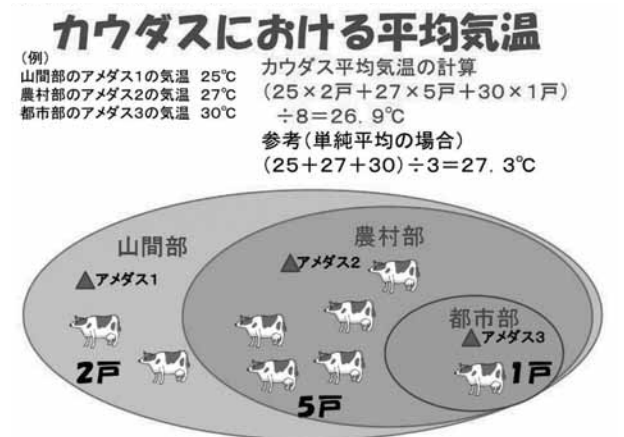 カウダスにおける平均気温
(例)
山間部のアメダス1の気温 25℃
農村部のアメダス2の気温 27℃
都市部のアメダス3の気温 30℃
カウダス平均気温の計算
(25×2戸+27×5戸+30×1戸)
÷8=26.9℃
参考(単純平均の場合)
(25+27+30)÷3=27.3℃
山間部
▲アメダス1
2戸
農村部
▲アメダス2
5戸
都市部
▲アメダス3
1戸